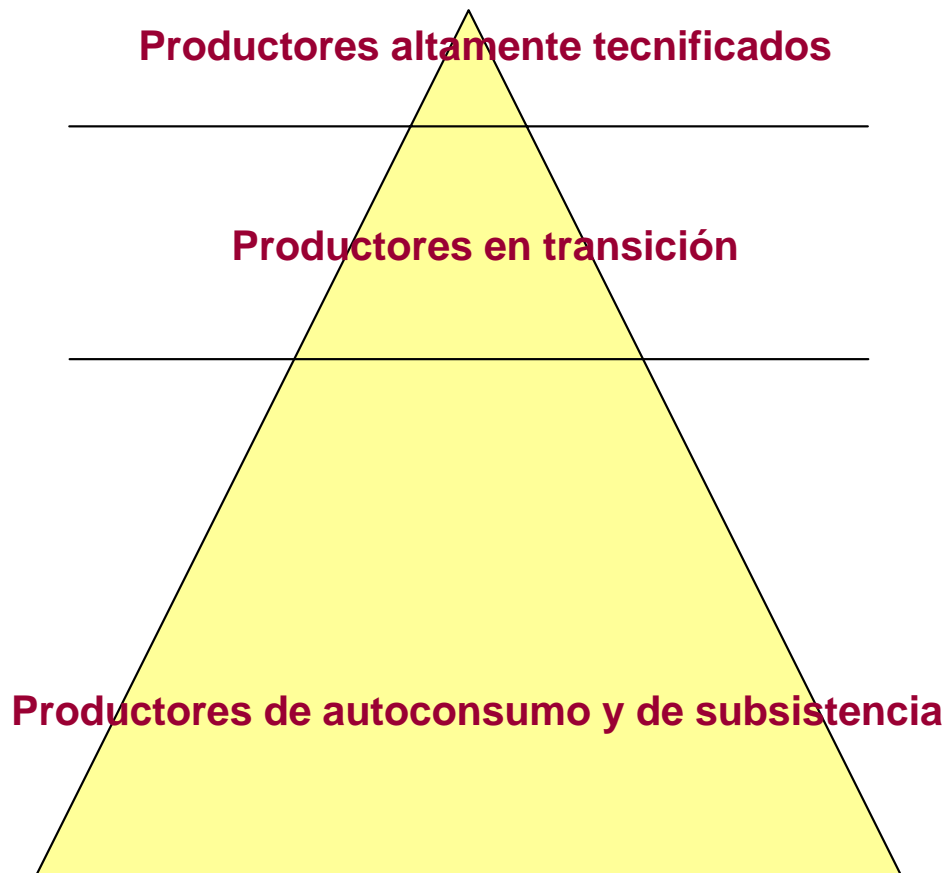 Productores altamente tecnificados
Productores en transición
Productores de autoconsumo y de subsistencia